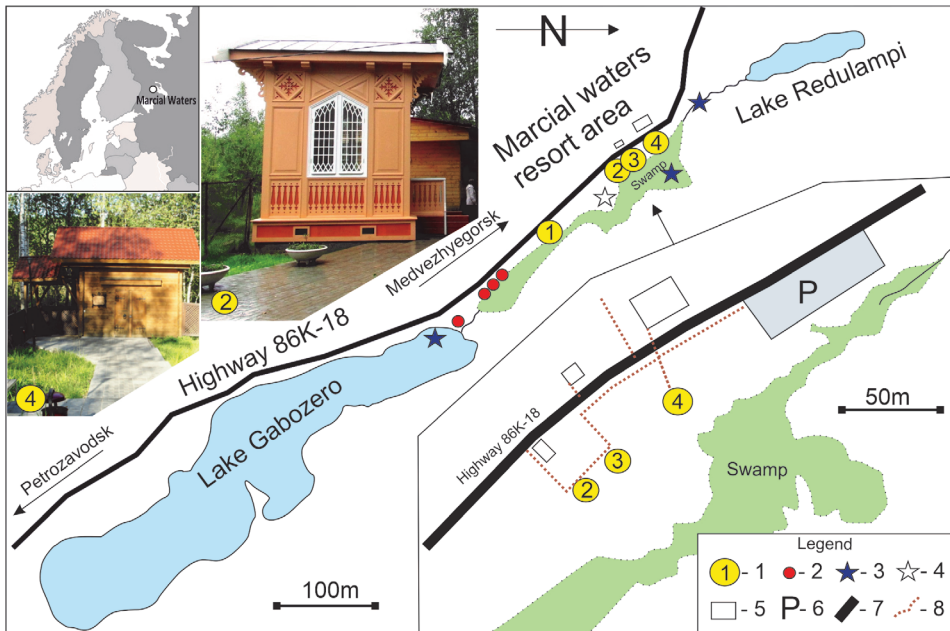 Marcial Waters
N
Marcial waters
resort area
Lake Redulampi
4
3
2
Swamp
1
Medvezhyegorsk
2
Highway 86K-18
4
Petrozavodsk
Lake Gabozero
100m
P
50m
4
3
2
Highway 86K-18
Swamp
Legend
1 - 1 - 2 - 3 - 4
- 5 P - 6 - 7 - 8